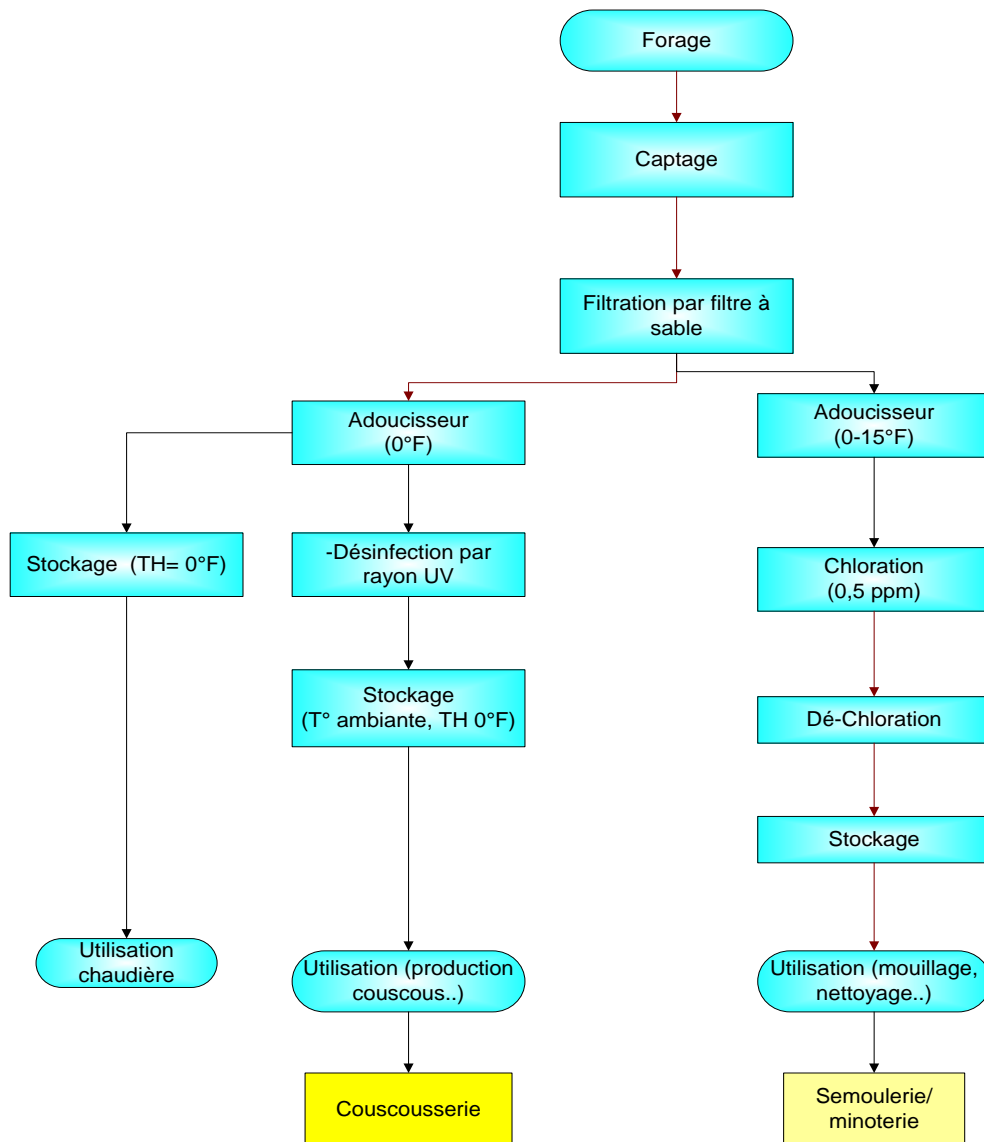 Forage
Captage
Filtration par filtre à
sable
Adoucisseur
(0°F)
Adoucisseur
(0-15°F)
Stockage (TH= 0°F)
-Désinfection par
rayon UV
Chloration
(0,5 ppm)
Stockage
(T° ambiante, TH 0°F)
Dé-Chloration
Stockage
Utilisation
chaudière
Utilisation (production
couscous..)
Utilisation (mouillage,
nettoyage..)
Couscousserie
Semoulerie/
minoterie